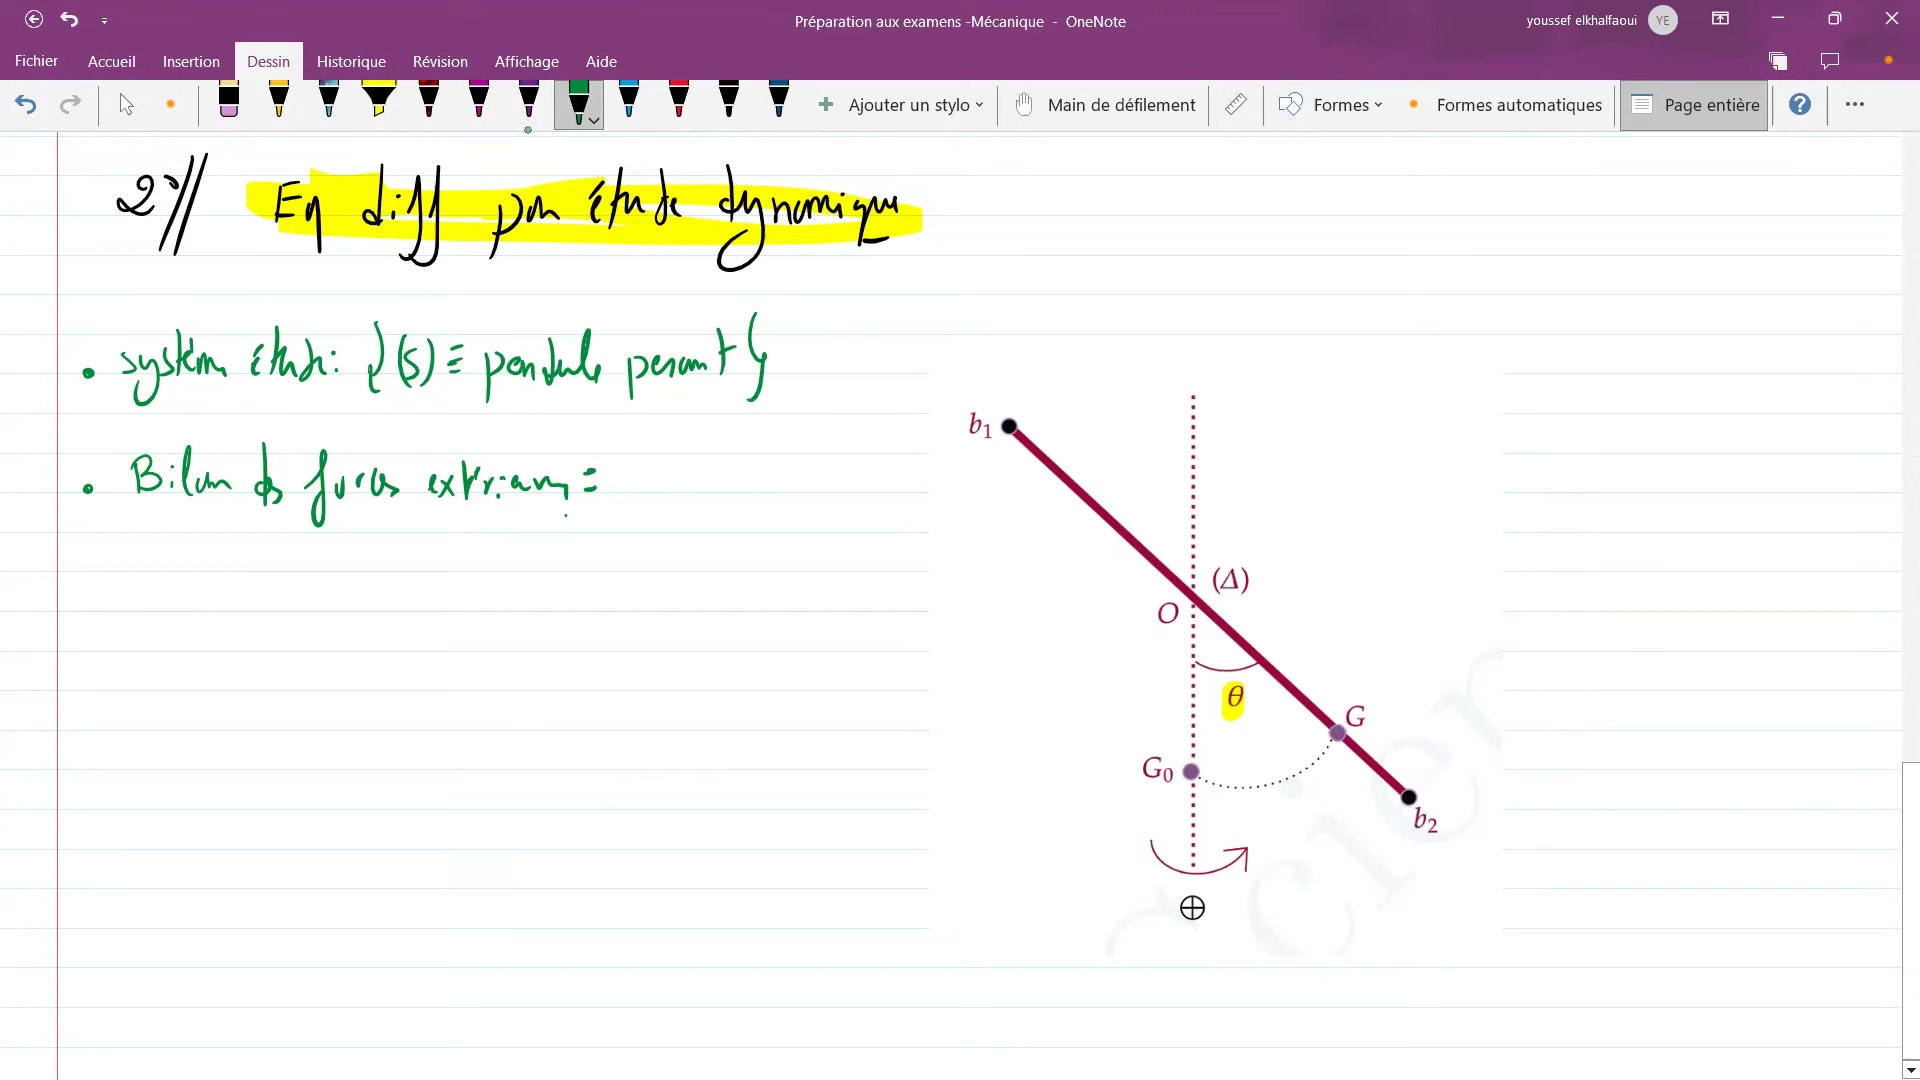 Préparation aux examens -Mécanique - OneNote
youssef elkhalfaoui YE
Fichier Accueil Insertion Dessin Historique Révision Affichage Aide
Ajouter un stylo Main de défilement Formes Formes automatiques Page entière
2°// Eq diff par étude dynamique
• système étudié: {(S) ≡ pendule pesant}
• Bilan des forces extérieures:
b1
(Δ)
O
θ
G
G0
b2
⊕
cien